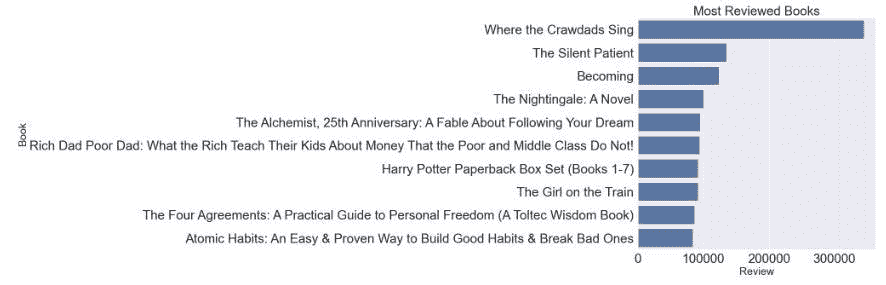 Most Reviewed Books
Where the Crawdads Sing
The Silent Patient
Becoming
The Nightingale: A Novel
The Alchemist, 25th Anniversary: A Fable About Following Your Dream
Rich Dad Poor Dad: What the Rich Teach Their Kids About Money That the Poor and Middle Class Do Not!
Harry Potter Paperback Box Set (Books 1-7)
The Girl on the Train
The Four Agreements: A Practical Guide to Personal Freedom (A Toltec Wisdom Book)
Atomic Habits: An Easy & Proven Way to Build Good Habits & Break Bad Ones
Book
0 100000 200000 300000
Review